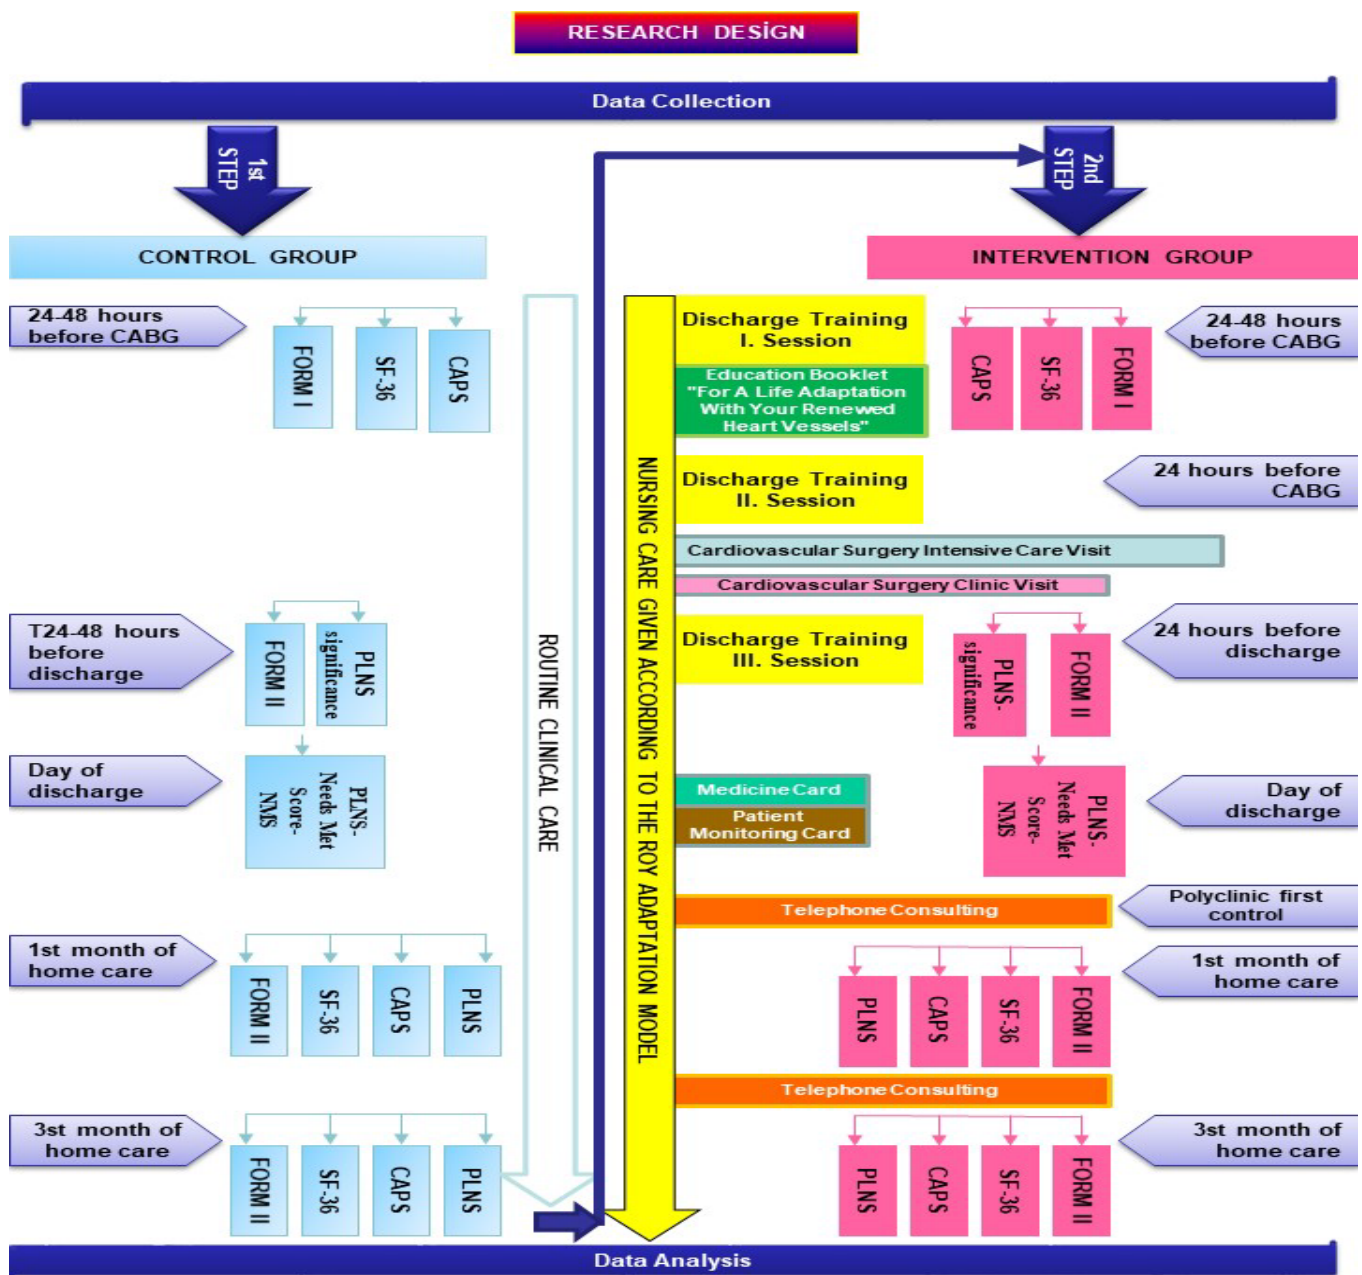 RESEARCH DESİGN
Data Collection
1st
STEP
2nd
STEP
CONTROL GROUP
INTERVENTION GROUP
24-48 hours
before CABG
FORM I
SF-36
CAPS
ROUTINE CLINICAL CARE
NURSING CARE GIVEN ACCORDING TO THE ROY ADAPTATION MODEL
Discharge Training
I. Session
Education Booklet
"For A Life Adaptation
With Your Renewed
Heart Vessels"
CAPS
SF-36
FORM I
24-48 hours
before CABG
Discharge Training
II. Session
24 hours before
CABG
Cardiovascular Surgery Intensive Care Visit
Cardiovascular Surgery Clinic Visit
T24-48 hours
before
discharge
FORM II
PLNS
significance
Discharge Training
III. Session
PLNS-
significance
FORM II
24 hours before
discharge
Day of
discharge
PLNS-
Needs Met
Score-
NMS
Medicine Card
Patient
Monitoring Card
PLNS-
Needs Met
Score-
NMS
Day of
discharge
Telephone Consulting
Polyclinic first
control
1st month of
home care
FORM II
SF-36
CAPS
PLNS
PLNS
CAPS
SF-36
FORM II
1st month of
home care
Telephone Consulting
3st month of
home care
FORM II
SF-36
CAPS
PLNS
PLNS
CAPS
SF-36
FORM II
3st month of
home care
Data Analysis